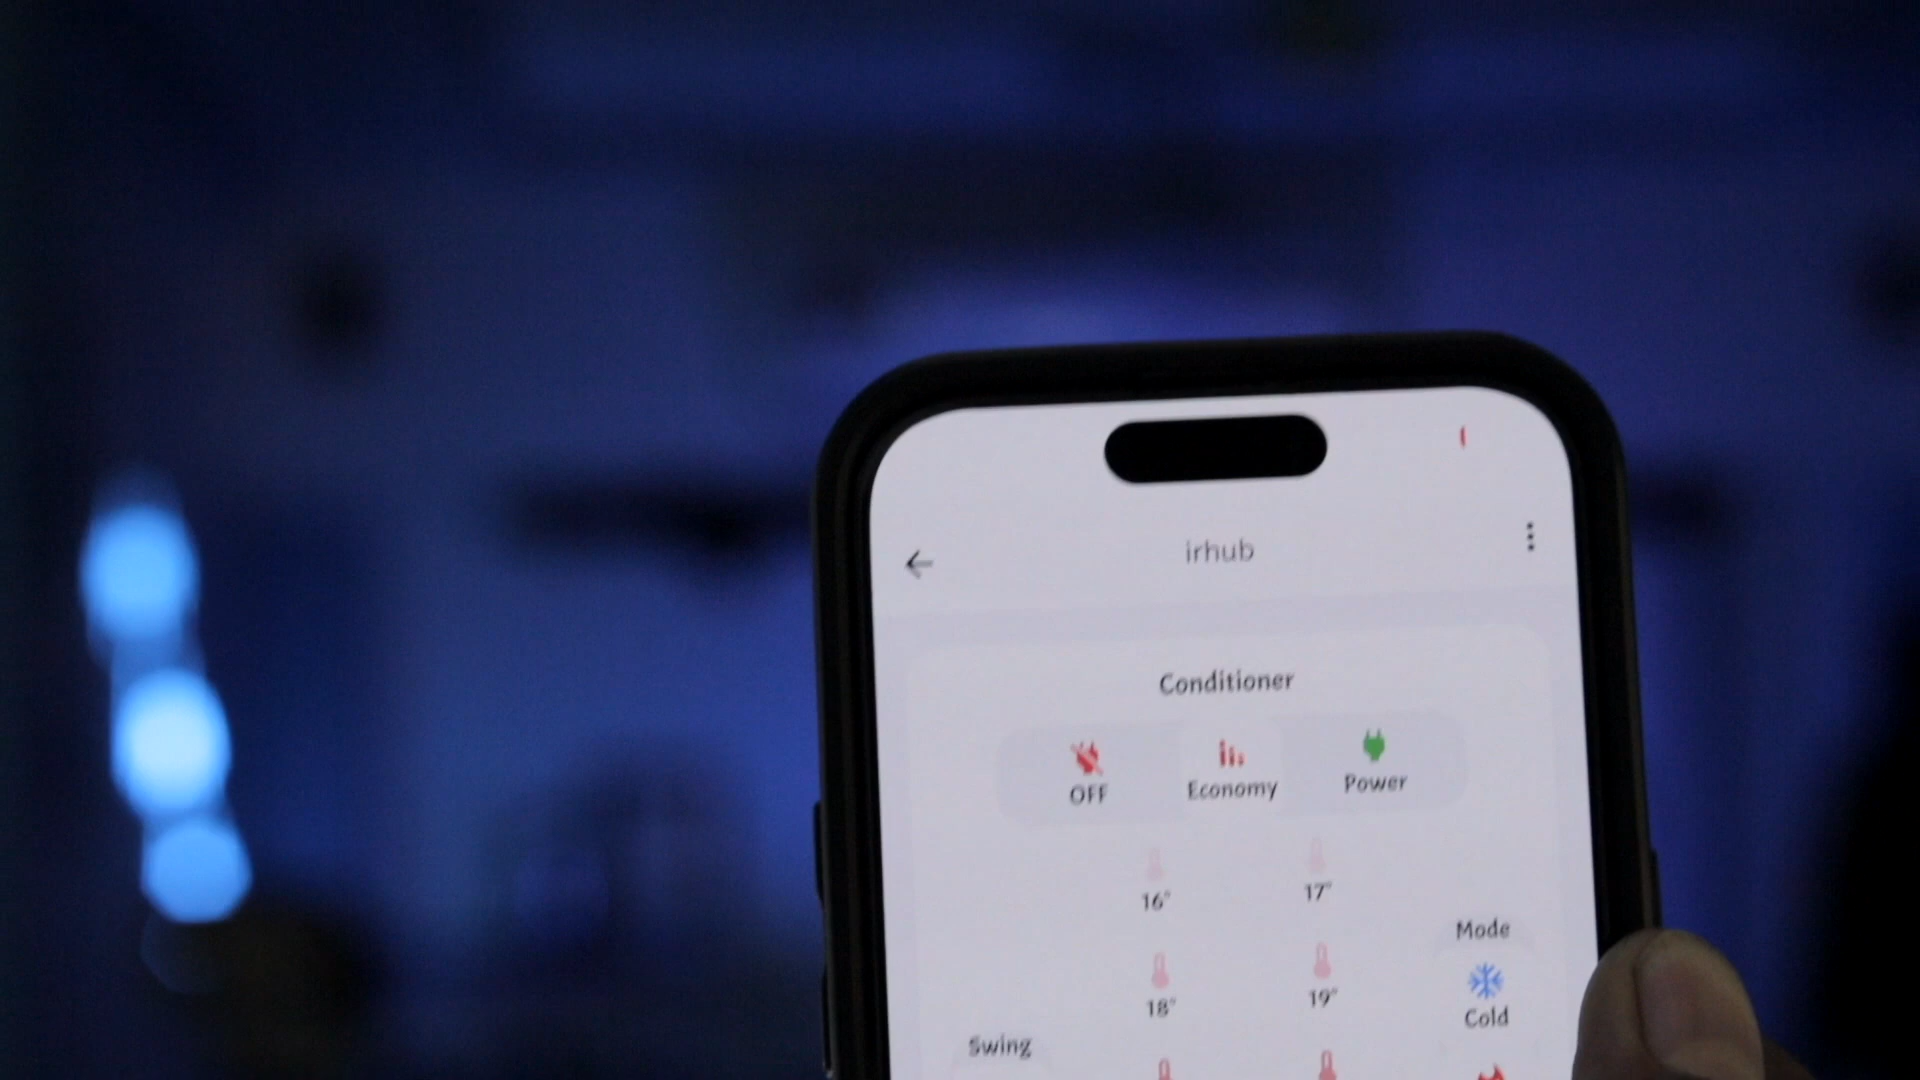 irhub
Conditioner
OFF Economy Power
16° 17°
Mode
18° 19° Cold
Swing